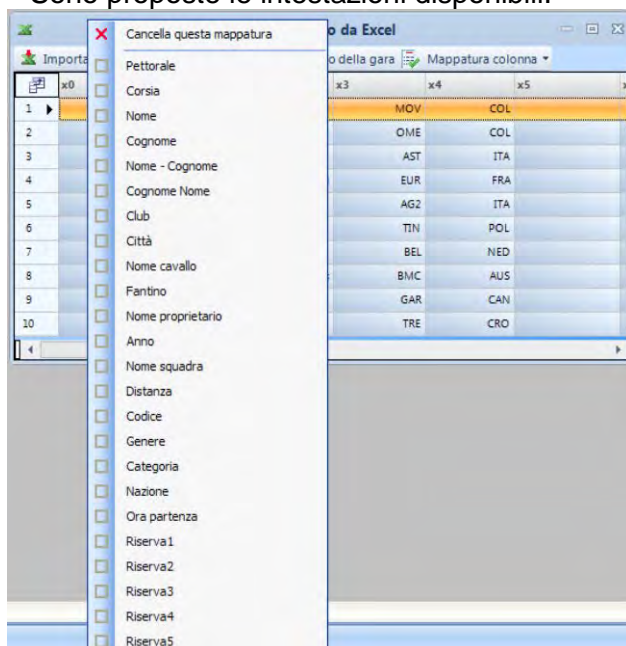 Sono proposte le intestazioni disponibili.
o da Excel
Importa
o della gara Mappatura colonna
x0 x3 x4 x5
1 MOV COL
2 OME COL
3 AST ITA
4 EUR FRA
5 AG2 ITA
6 TIN POL
7 BEL NED
8 BMC AUS
9 GAR CAN
10 TRE CRO
Cancella questa mappatura
Pettorale
Corsia
Nome
Cognome
Nome - Cognome
Cognome Nome
Club
Città
Nome cavallo
Fantino
Nome proprietario
Anno
Nome squadra
Distanza
Codice
Genere
Categoria
Nazione
Ora partenza
Riserva1
Riserva2
Riserva3
Riserva4
Riserva5